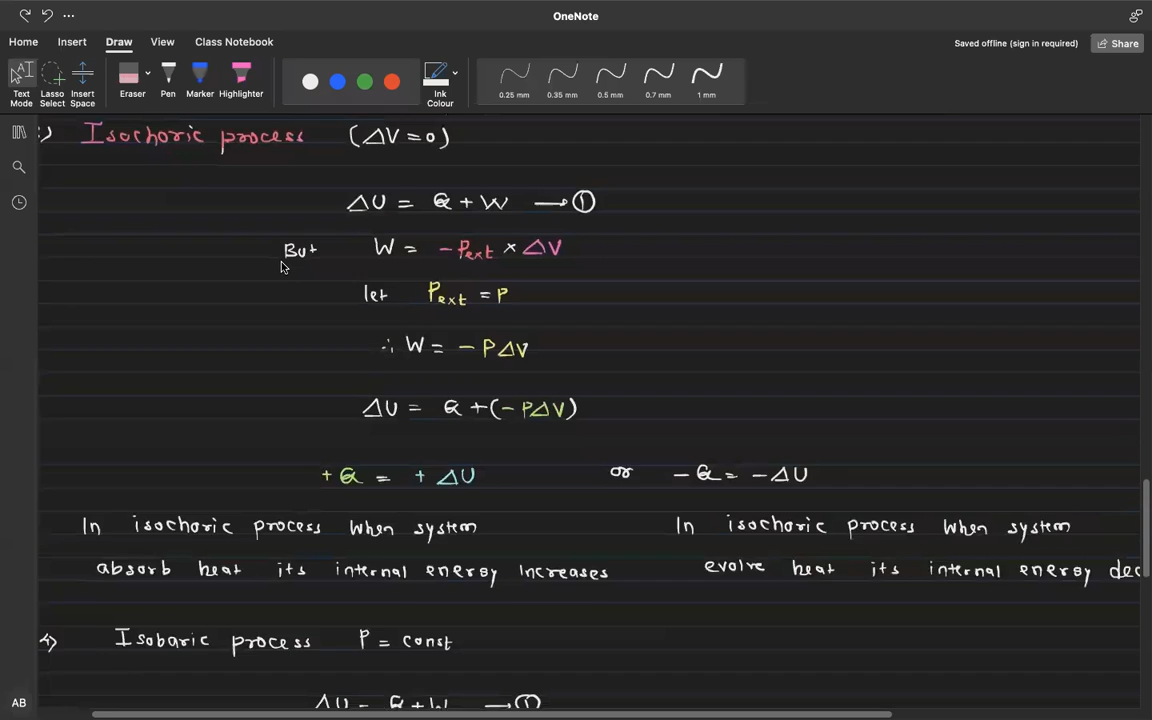 OneNote
Home Insert Draw View Class Notebook
Saved offline (sign in required) Share
Text Mode Lasso Select Insert Space Eraser Pen Marker Highlighter Ink Colour 0.25 mm 0.35 mm 0.5 mm 0.7 mm 1 mm
Isochoric process (ΔV = 0)
ΔU = Q + W → ①
But W = -Pext × ΔV
let Pext = P
∴ W = - PΔV
ΔU = Q + (- PΔV)
+ Q = + ΔU or - Q = - ΔU
In isochoric process When system
absorb heat its internal energy increases
In isochoric process When system
evolve heat its internal energy dec
4) Isobaric process P = const
ΔU = Q + W → ①
AB